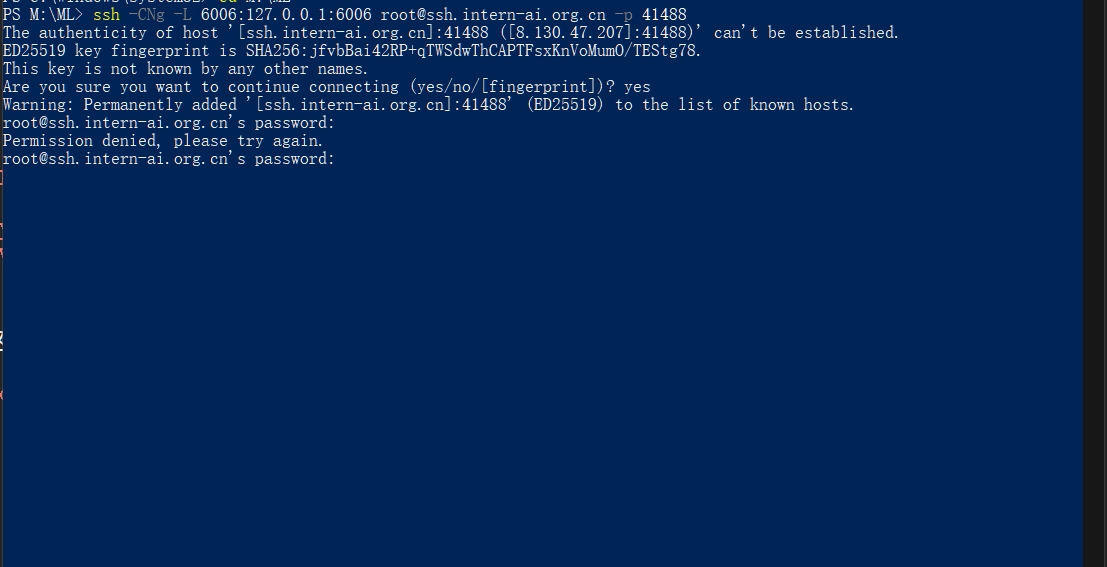 PS M:\ML> ssh -CNg -L 6006:127.0.0.1:6006 root@ssh.intern-ai.org.cn -p 41488
The authenticity of host '[ssh.intern-ai.org.cn]:41488 ([8.130.47.207]:41488)' can't be established.
ED25519 key fingerprint is SHA256:jfvbBai42RP+qTWSdwThCAPTFsxKnVoMumO/TEStg78.
This key is not known by any other names.
Are you sure you want to continue connecting (yes/no/[fingerprint])? yes
Warning: Permanently added '[ssh.intern-ai.org.cn]:41488' (ED25519) to the list of known hosts.
root@ssh.intern-ai.org.cn's password:
Permission denied, please try again.
root@ssh.intern-ai.org.cn's password: